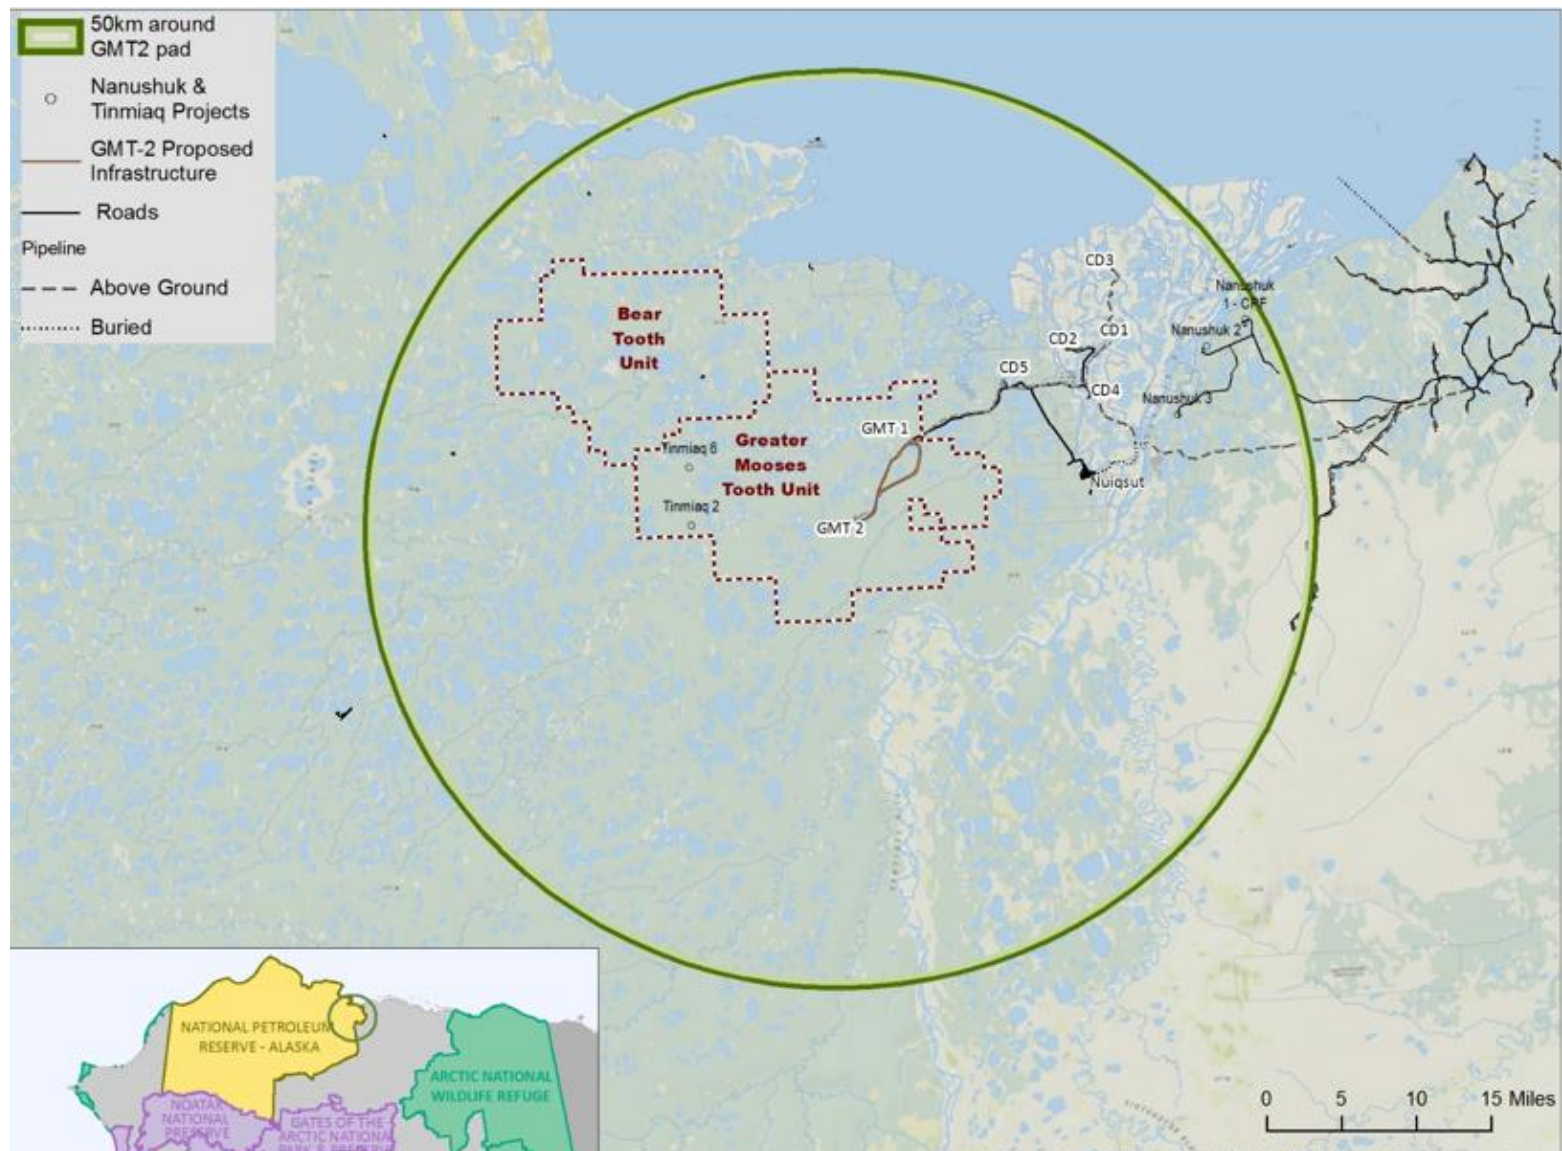 50km around
GMT2 pad
Nanushuk &
Tinmiaq Projects
GMT-2 Proposed
Infrastructure
Roads
Pipeline
Above Ground
Buried
Bear
Tooth
Unit
Greater
Mooses
Tooth Unit
Tinmiaq 6
Tinmiaq 2
GMT 1
GMT 2
CD5
CD3
CD2
CD1
CD4
Nanushuk
1 - CPF
Nanushuk 2
Nanushuk 3
Nuiqsut
0 5 10 15 Miles
NATIONAL PETROLEUM
RESERVE - ALASKA
ARCTIC NATIONAL
WILDLIFE REFUGE
NOATAK
NATIONAL
PRESERVE
GATES OF THE
ARCTIC NATIONAL
PARK & PRESERVE